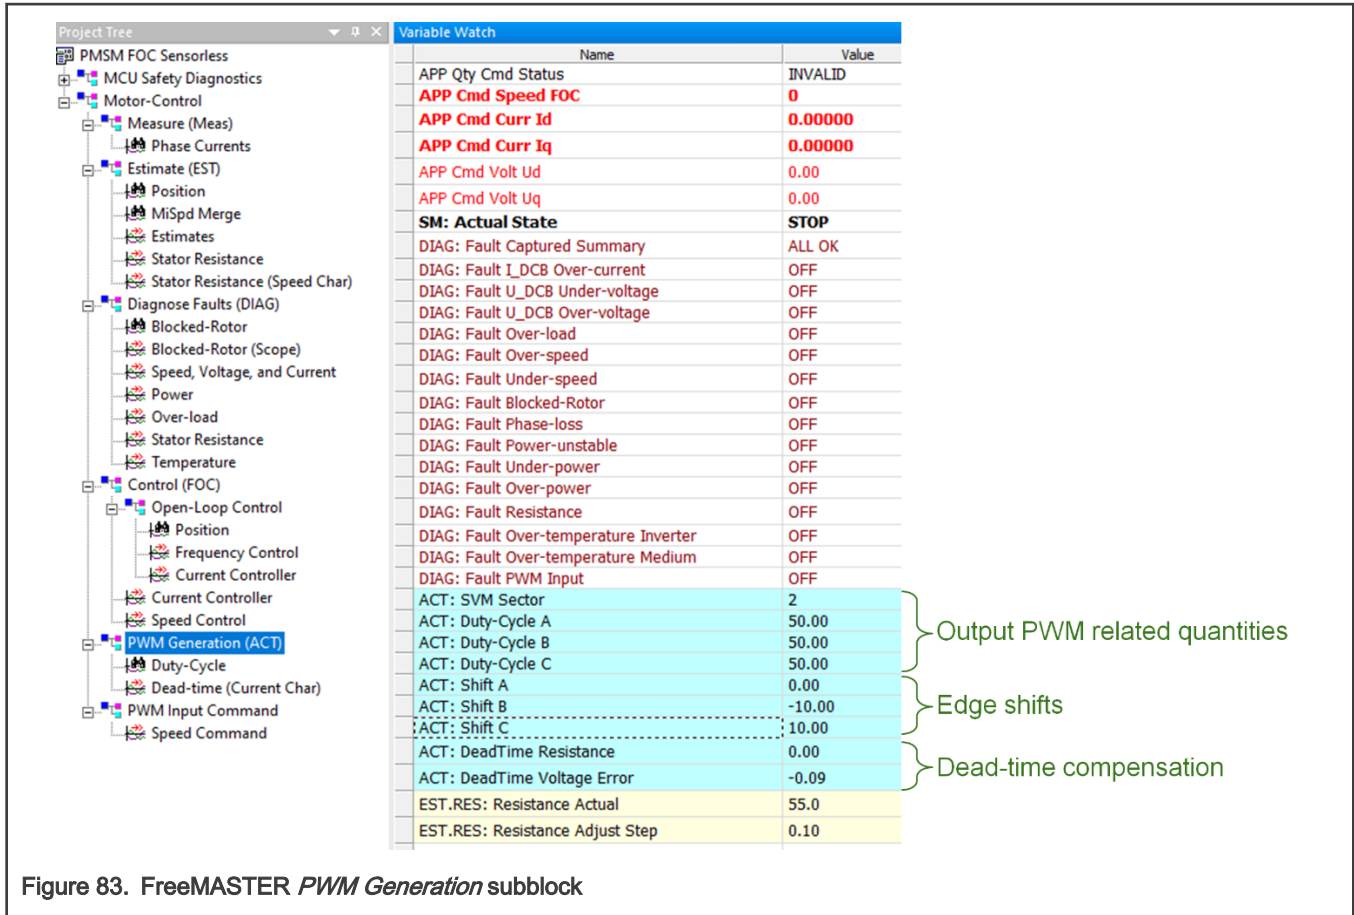 Project Tree
PMSM FOC Sensorless
MCU Safety Diagnostics
Motor-Control
Measure (Meas)
Phase Currents
Estimate (EST)
Position
MiSpd Merge
Estimates
Stator Resistance
Stator Resistance (Speed Char)
Diagnose Faults (DIAG)
Blocked-Rotor
Blocked-Rotor (Scope)
Speed, Voltage, and Current
Power
Over-load
Stator Resistance
Temperature
Control (FOC)
Open-Loop Control
Position
Frequency Control
Current Controller
Current Controller
Speed Control
PWM Generation (ACT)
Duty-Cycle
Dead-time (Current Char)
PWM Input Command
Speed Command
Variable Watch
Name Value
APP Qty Cmd Status INVALID
APP Cmd Speed FOC 0
APP Cmd Curr Id 0.00000
APP Cmd Curr Iq 0.00000
APP Cmd Volt Ud 0.00
APP Cmd Volt Uq 0.00
SM: Actual State STOP
DIAG: Fault Captured Summary ALL OK
DIAG: Fault I_DCB Over-current OFF
DIAG: Fault U_DCB Under-voltage OFF
DIAG: Fault U_DCB Over-voltage OFF
DIAG: Fault Over-load OFF
DIAG: Fault Over-speed OFF
DIAG: Fault Under-speed OFF
DIAG: Fault Blocked-Rotor OFF
DIAG: Fault Phase-loss OFF
DIAG: Fault Power-unstable OFF
DIAG: Fault Under-power OFF
DIAG: Fault Over-power OFF
DIAG: Fault Resistance OFF
DIAG: Fault Over-temperature Inverter OFF
DIAG: Fault Over-temperature Medium OFF
DIAG: Fault PWM Input OFF
ACT: SVM Sector 2
ACT: Duty-Cycle A 50.00
ACT: Duty-Cycle B 50.00
ACT: Duty-Cycle C 50.00
ACT: Shift A 0.00
ACT: Shift B -10.00
ACT: Shift C 10.00
ACT: DeadTime Resistance 0.00
ACT: DeadTime Voltage Error -0.09
EST.RES: Resistance Actual 55.0
EST.RES: Resistance Adjust Step 0.10
Output PWM related quantities
Edge shifts
Dead-time compensation
Figure 83. FreeMASTER PWM Generation subblock